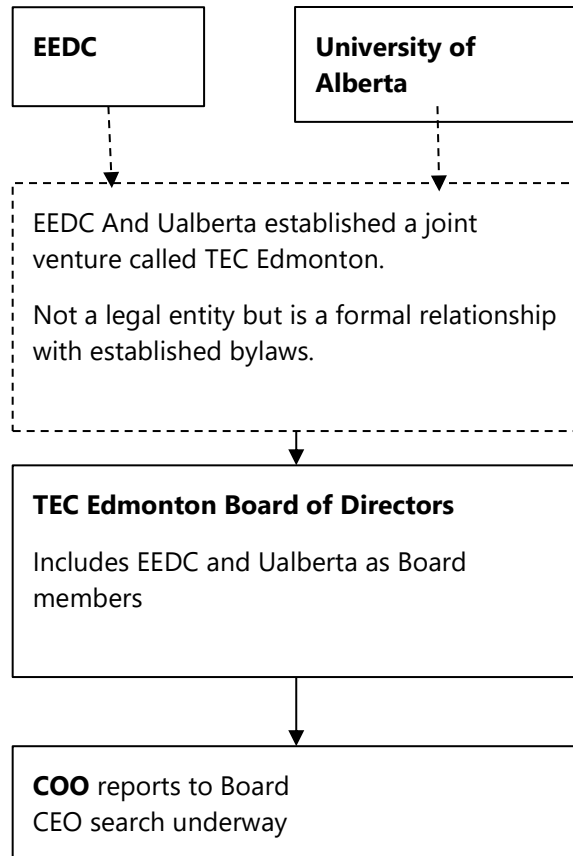 EEDC
University of
Alberta
EEDC And Ualberta established a joint
venture called TEC Edmonton.
Not a legal entity but is a formal relationship
with established bylaws.
TEC Edmonton Board of Directors
Includes EEDC and Ualberta as Board
members
COO reports to Board
CEO search underway